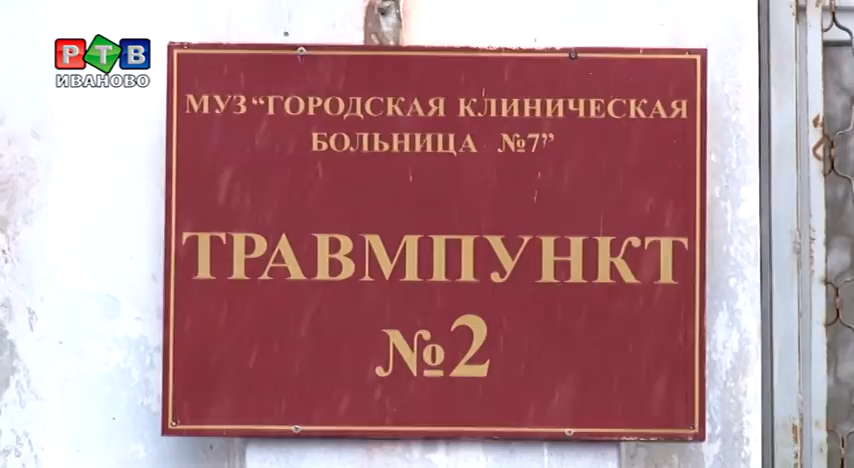 РТВ
ИВАНОВО
МУЗ“ГОРОДСКАЯ КЛИНИЧЕСКАЯ
БОЛЬНИЦА №7”
ТРАВМПУНКТ
№2